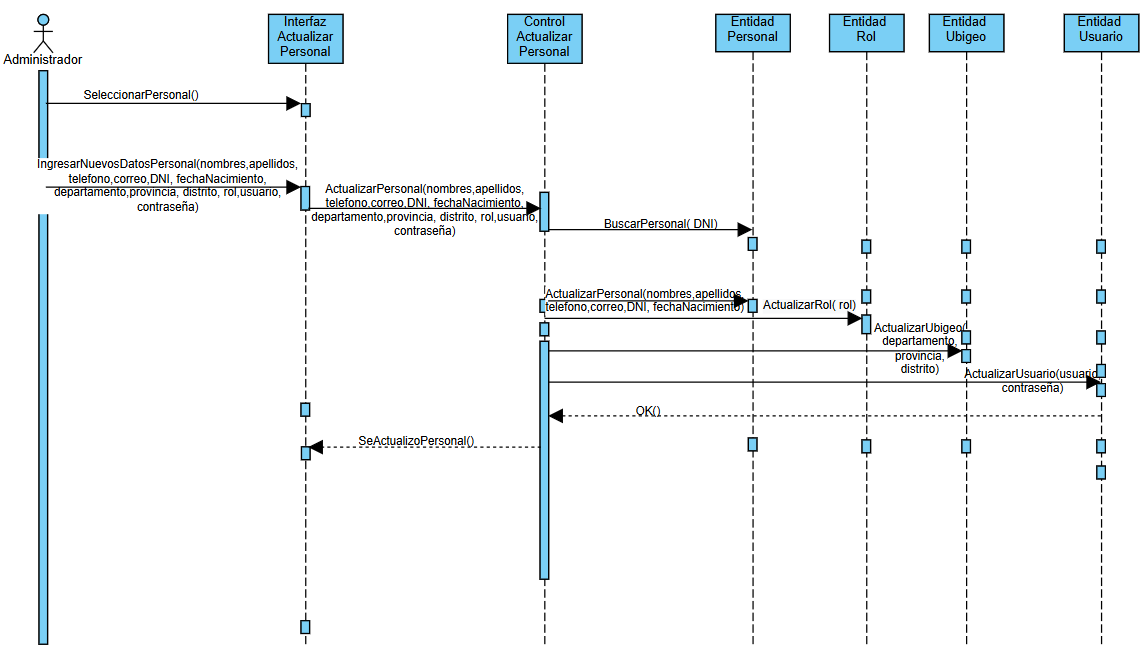 Administrador
Interfaz
Actualizar
Personal
Control
Actualizar
Personal
Entidad
Personal
Entidad
Rol
Entidad
Ubigeo
Entidad
Usuario
SeleccionarPersonal()
IngresarNuevosDatosPersonal(nombres,apellidos,
telefono,correo,DNI, fechaNacimiento,
departamento,provincia, distrito, rol,usuario,
contraseña)
ActualizarPersonal(nombres,apellidos,
telefono,correo,DNI, fechaNacimiento,
departamento,provincia, distrito, rol,usuario,
contraseña)
BuscarPersonal( DNI)
ActualizarPersonal(nombres,apellidos,
telefono,correo,DNI, fechaNacimiento)
ActualizarRol( rol)
ActualizarUbigeo(
departamento,
provincia,
distrito)
ActualizarUsuario(usuario,
contraseña)
OK()
SeActualizoPersonal()